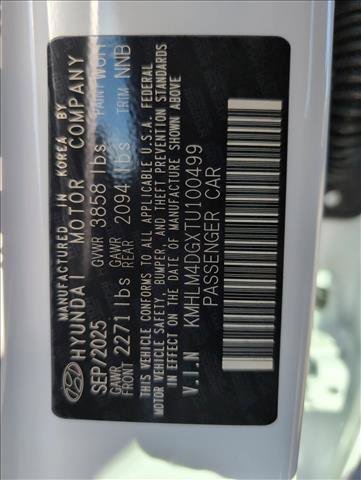 MANUFACTURED IN KOREA BY
HYUNDAI MOTOR COMPANY
SEP/2025 GVWR 3858 lbs PAINT
GAWR FRONT 2271 lbs GAWR REAR 2094 lbs TRIM NNB
THIS VEHICLE CONFORMS TO ALL APPLICABLE U.S.A. FEDERAL
MOTOR VEHICLE SAFETY, BUMPER, AND THEFT PREVENTION STANDARDS
IN EFFECT ON THE DATE OF MANUFACTURE SHOWN ABOVE.
V.I.N KMHLM4DGXTU100499
PASSENGER CAR